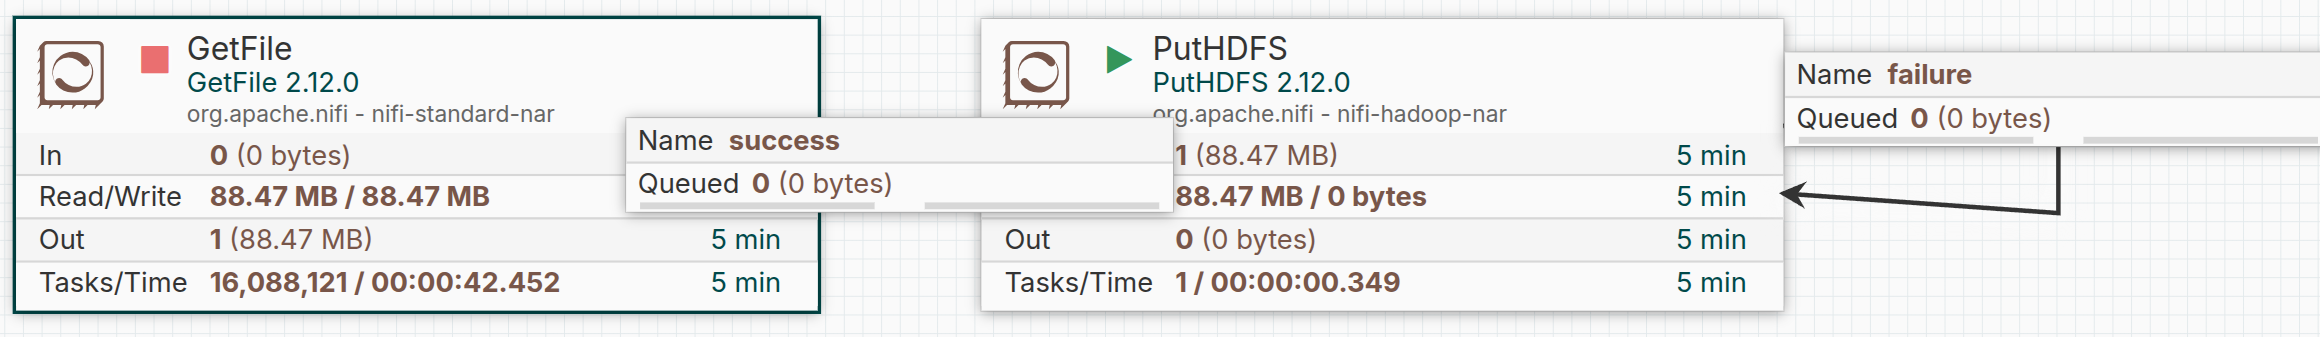 GetFile
GetFile 2.12.0
org.apache.nifi - nifi-standard-nar
In 0 (0 bytes)
Read/Write 88.47 MB / 88.47 MB
Out 1 (88.47 MB) 5 min
Tasks/Time 16,088,121 / 00:00:42.452 5 min
Name success
Queued 0 (0 bytes)
PutHDFS
PutHDFS 2.12.0
org.apache.nifi - nifi-hadoop-nar
1 (88.47 MB) 5 min
88.47 MB / 0 bytes 5 min
Out 0 (0 bytes) 5 min
Tasks/Time 1 / 00:00:00.349 5 min
Name failure
Queued 0 (0 bytes)